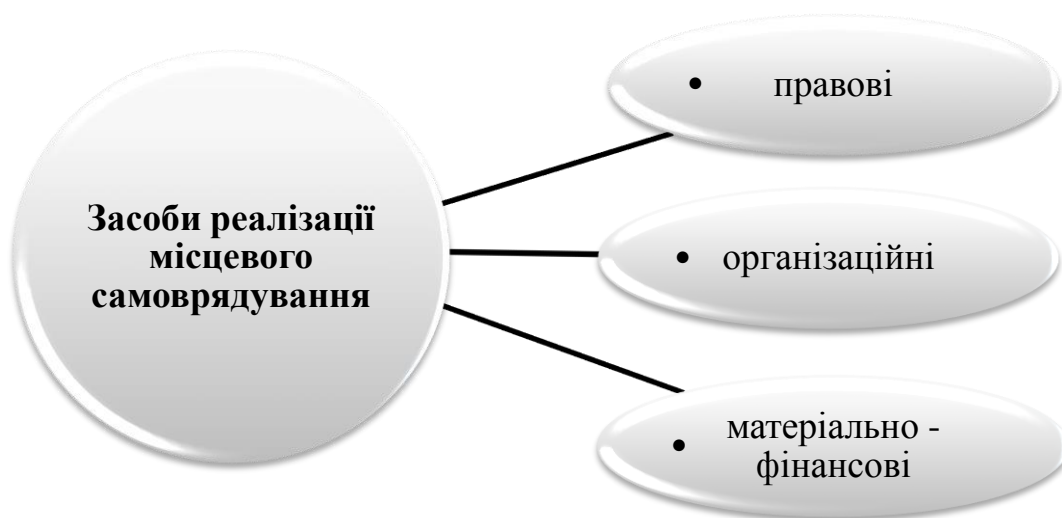 Засоби реалізації
місцевого
самоврядування
• правові
• організаційні
• матеріально -
фінансові